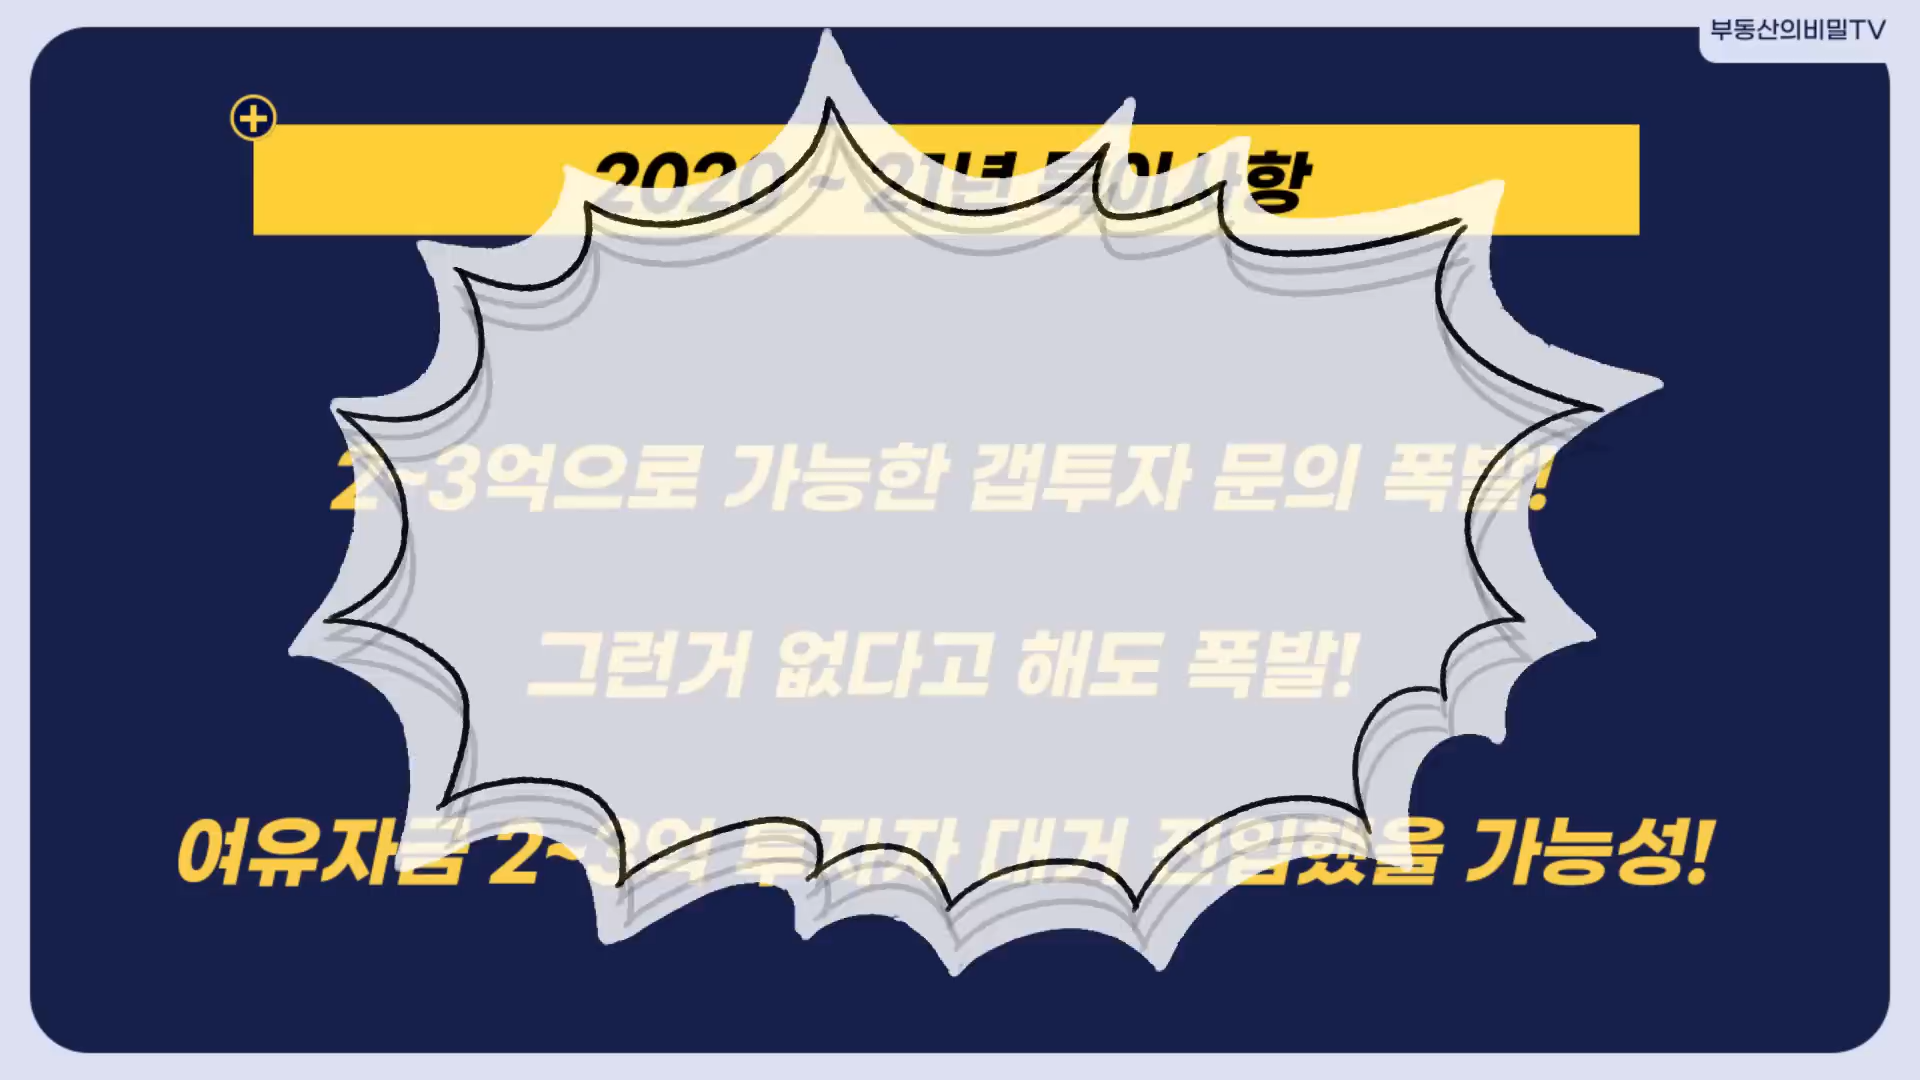 부동산의비밀TV
2020 ~ 21년 특이사항
2~3억으로 가능한 갭투자 문의 폭발!
그런거 없다고 해도 폭발!
여유자금 2~3억 투자자 대거 진입했을 가능성!